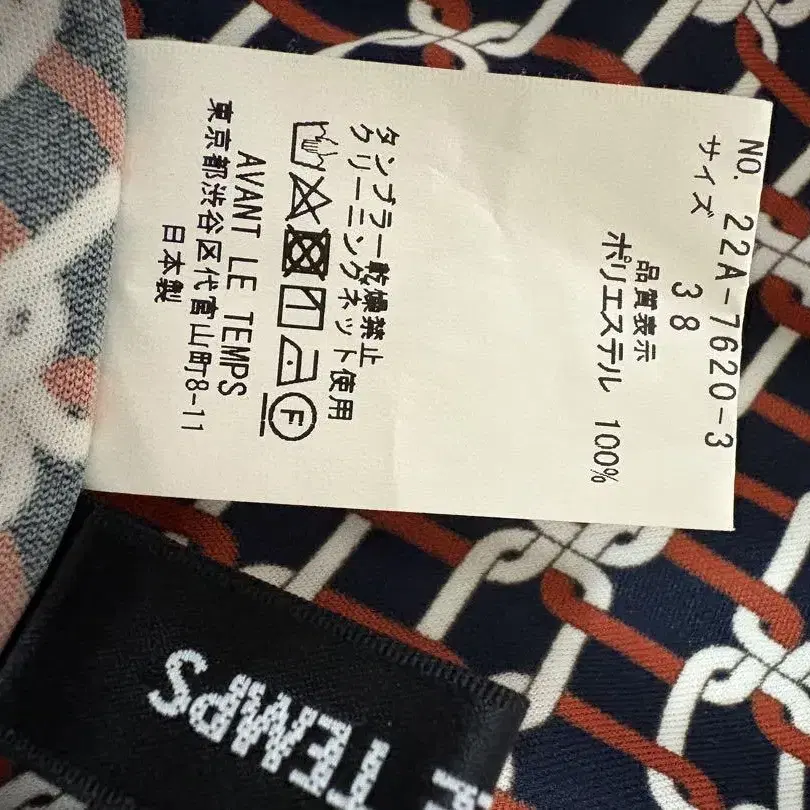 NO. 22A-7620-3
サイズ 38
品質表示
ポリエステル 100%
タンブラー乾燥禁止
クリーニングネット使用
F
AVANT LE TEMPS
東京都渋谷区代官山町8-11
日本製
TEMPS